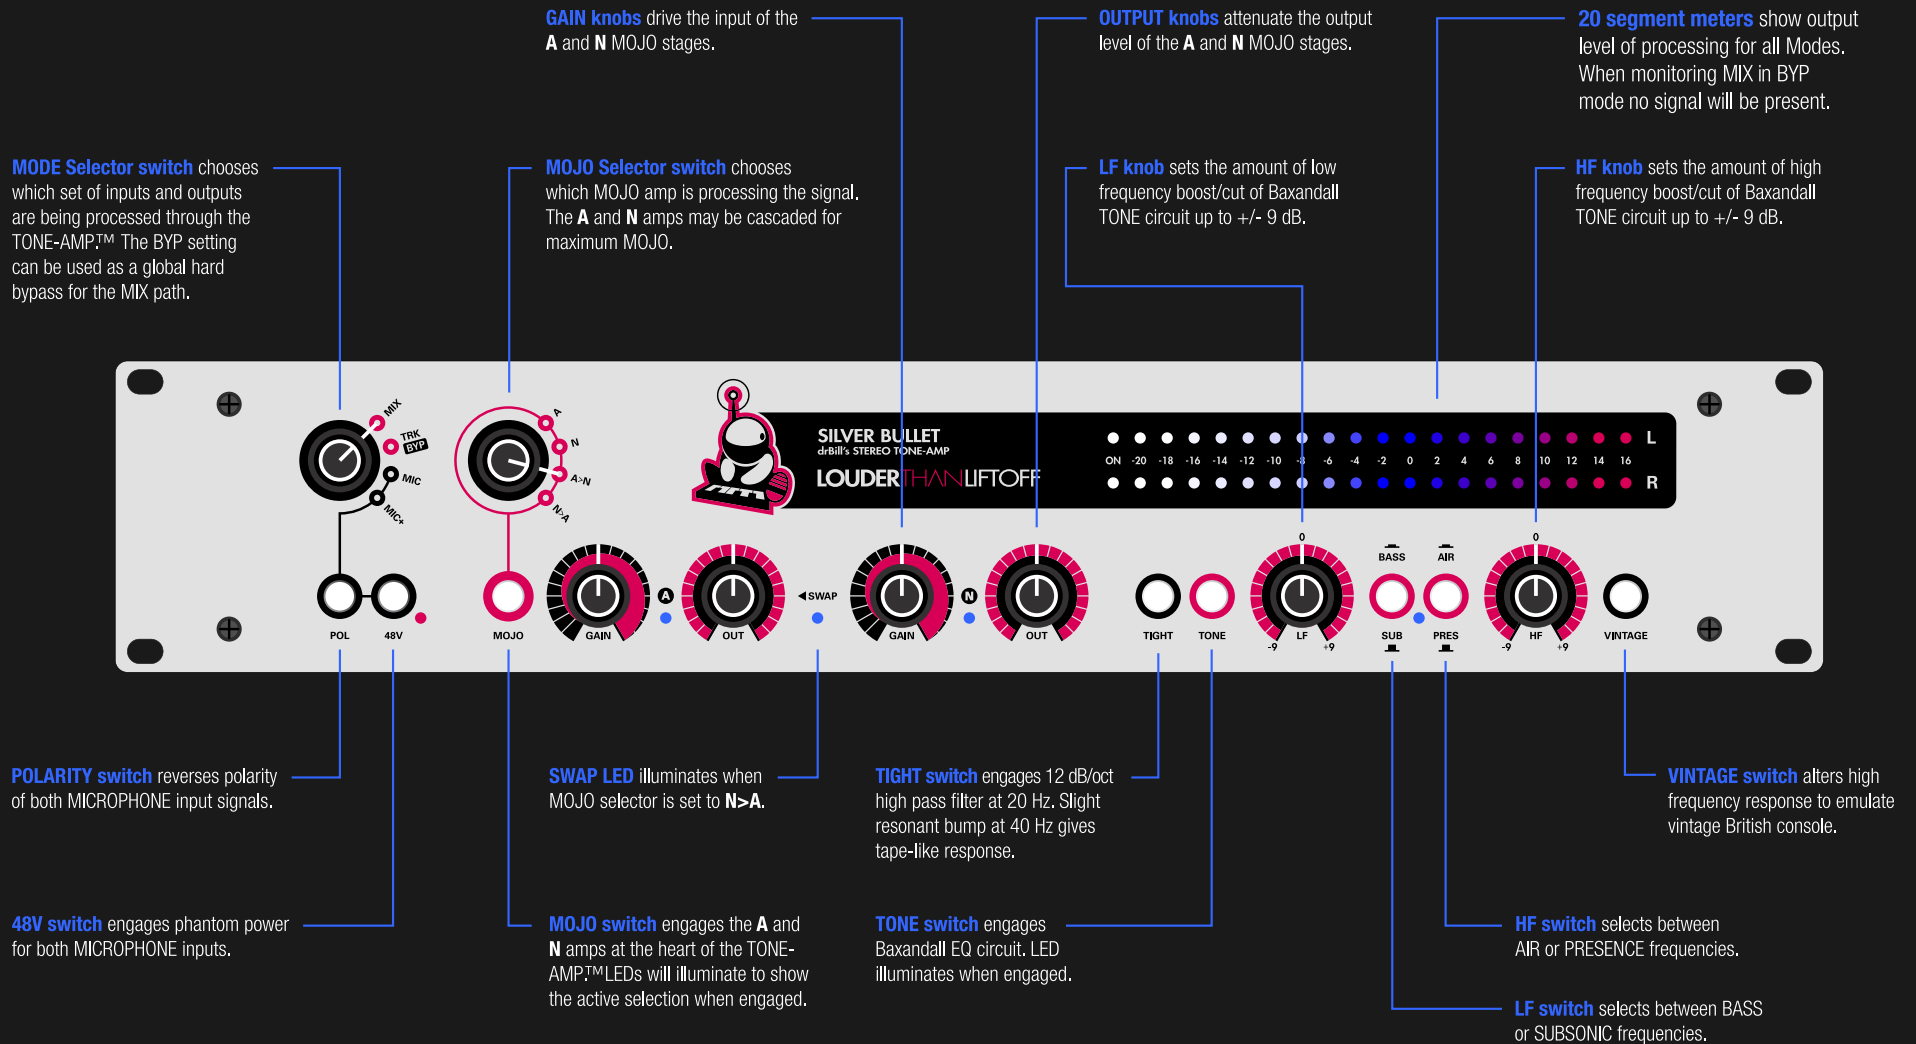 GAIN knobs drive the input of the
A and N MOJO stages.
OUTPUT knobs attenuate the output
level of the A and N MOJO stages.
20 segment meters show output
level of processing for all Modes.
When monitoring MIX in BYP
mode no signal will be present.
MODE Selector switch chooses
which set of inputs and outputs
are being processed through the
TONE-AMP.™ The BYP setting
can be used as a global hard
bypass for the MIX path.
MOJO Selector switch chooses
which MOJO amp is processing the signal.
The A and N amps may be cascaded for
maximum MOJO.
LF knob sets the amount of low
frequency boost/cut of Baxandall
TONE circuit up to +/- 9 dB.
HF knob sets the amount of high
frequency boost/cut of Baxandall
TONE circuit up to +/- 9 dB.
MIX
TRK
BYP
MIC
MIC+
A
N
A>N
N>A
SILVER BULLET
drBill's STEREO TONE-AMP
LOUDERTHANLIFTOFF
L
ON -20 -18 -16 -14 -12 -10 -8 -6 -4 -2 0 2 4 6 8 10 12 14 16
R
0
BASS
AIR
0
A
◀SWAP
N
POL
48V
MOJO
GAIN
OUT
GAIN
OUT
TIGHT
TONE
LF
-9
+9
SUB
PRES
HF
-9
+9
VINTAGE
POLARITY switch reverses polarity
of both MICROPHONE input signals.
SWAP LED illuminates when
MOJO selector is set to N>A.
TIGHT switch engages 12 dB/oct
high pass filter at 20 Hz. Slight
resonant bump at 40 Hz gives
tape-like response.
VINTAGE switch alters high
frequency response to emulate
vintage British console.
48V switch engages phantom power
for both MICROPHONE inputs.
MOJO switch engages the A and
N amps at the heart of the TONE-
AMP.™LEDs will illuminate to show
the active selection when engaged.
TONE switch engages
Baxandall EQ circuit. LED
illuminates when engaged.
HF switch selects between
AIR or PRESENCE frequencies.
LF switch selects between BASS
or SUBSONIC frequencies.